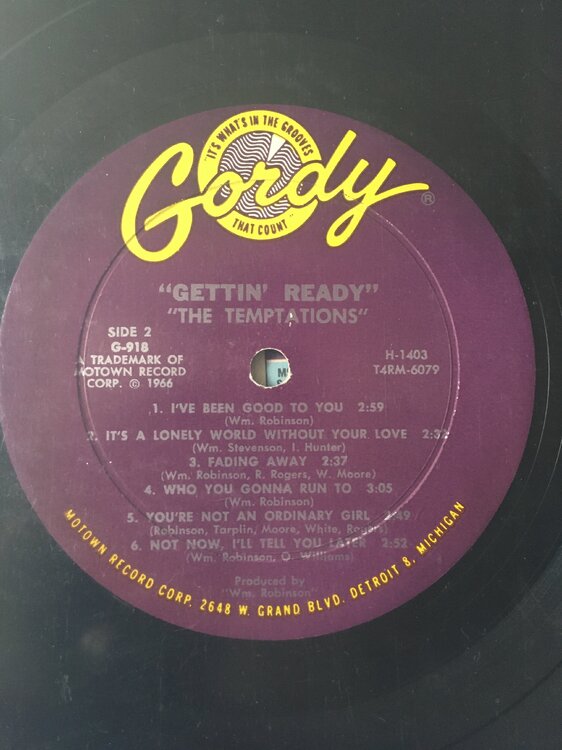 IT'S WHAT'S IN THE GROOVES
Gordy®
THAT COUNT
"GETTIN' READY"
"THE TEMPTATIONS"
SIDE 2
G-918
A TRADEMARK OF
MOTOWN RECORD
CORP. © 1966
H-1403
T4RM-6079
1. I'VE BEEN GOOD TO YOU 2:59
(Wm. Robinson)
2. IT'S A LONELY WORLD WITHOUT YOUR LOVE 2:32
(Wm. Stevenson, I. Hunter)
3. FADING AWAY 2:37
(Wm. Robinson, R. Rogers, W. Moore)
4. WHO YOU GONNA RUN TO 3:05
(Wm. Robinson)
5. YOU'RE NOT AN ORDINARY GIRL 2:49
(Robinson, Tarplin, Moore, White, Rogers)
6. NOT NOW, I'LL TELL YOU LATER 2:52
(Wm. Robinson, O. Williams)
Produced by
"Wm. Robinson"
MOTOWN RECORD CORP. 2648 W. GRAND BLVD. DETROIT 8, MICHIGAN